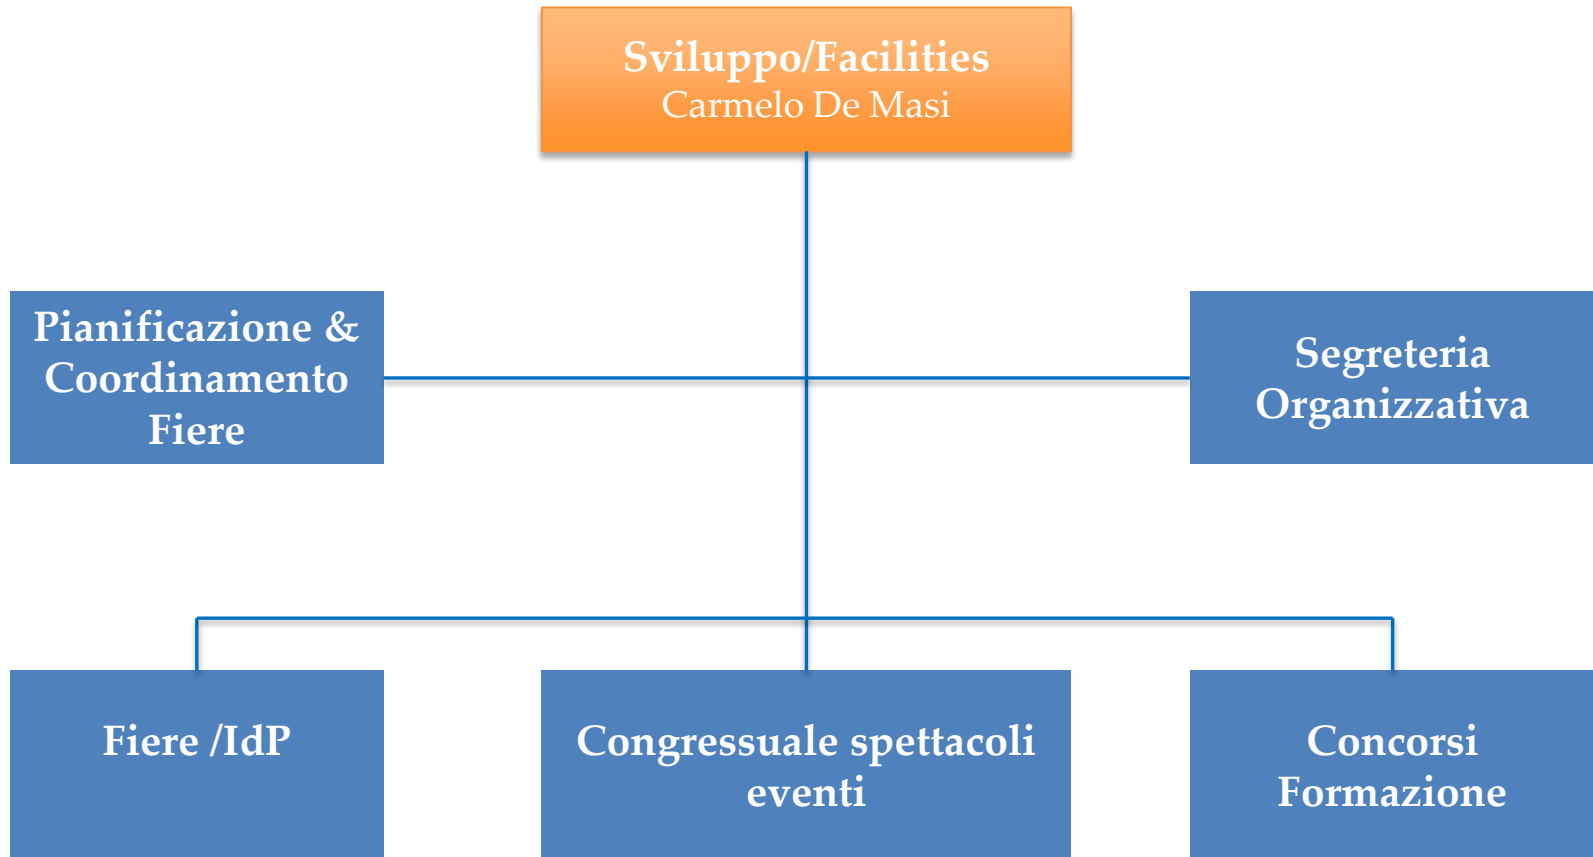 Sviluppo/Facilities
Carmelo De Masi
Pianificazione &
Coordinamento
Fiere
Segreteria
Organizzativa
Fiere /IdP
Congressuale spettacoli
eventi
Concorsi
Formazione